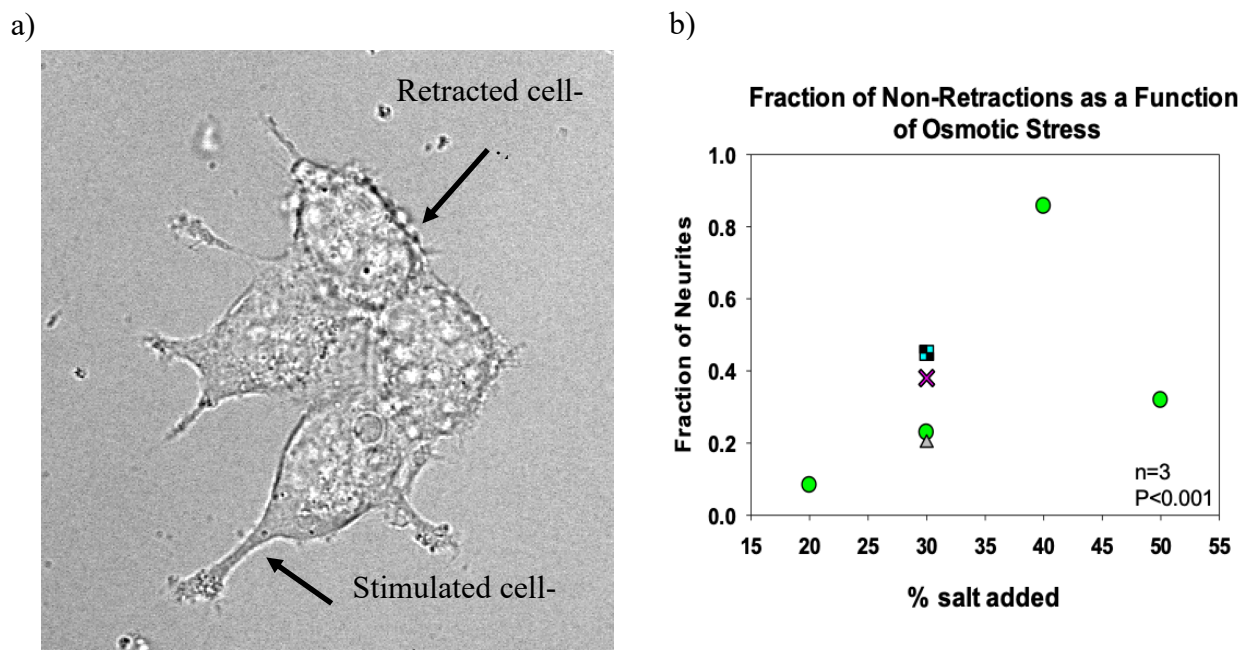 a)
Retracted cell-
Stimulated cell-
b)
Fraction of Non-Retractions as a Function
of Osmotic Stress
Fraction of Neurites
1.0
0.8
0.6
0.4
0.2
0.0
n=3
P<0.001
15 20 25 30 35 40 45 50 55
% salt added